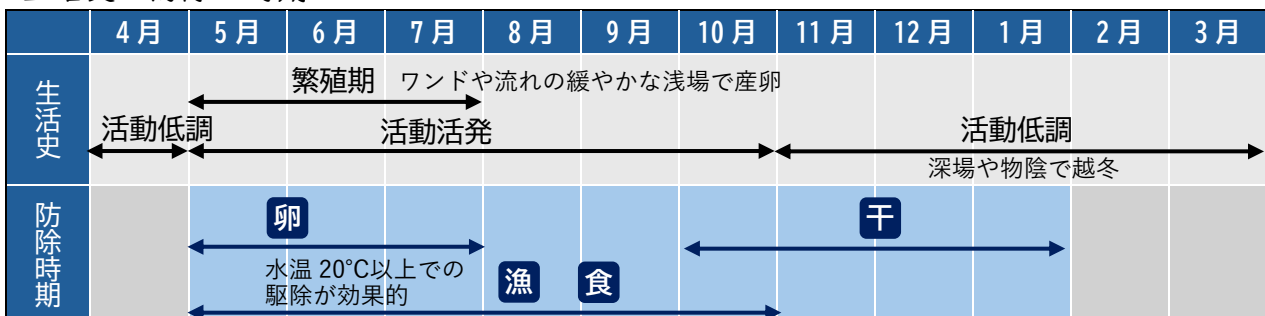 4月 5月 6月 7月 8月 9月 10月 11月 12月 1月 2月 3月
生活史
繁殖期 ワンドや流れの緩やかな浅場で産卵
活動低調 活動活発 活動低調
深場や物陰で越冬
防除時期
卵 干
水温 20°C以上での
駆除が効果的
漁 食